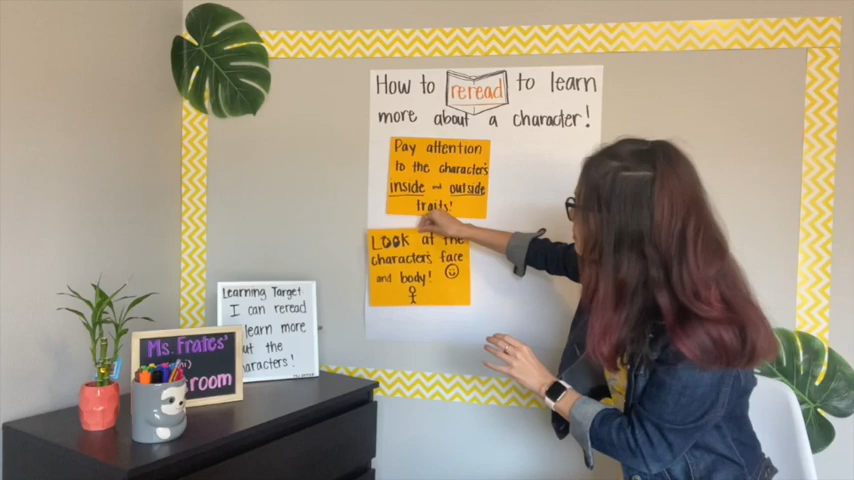 How to reread to learn
more about a character!
Pay attention
to the character's
inside and outside
traits!
Look at the
character's face
and body!
Learning Target:
I can reread
learn more
the
characters!
Ms. Frates'
room